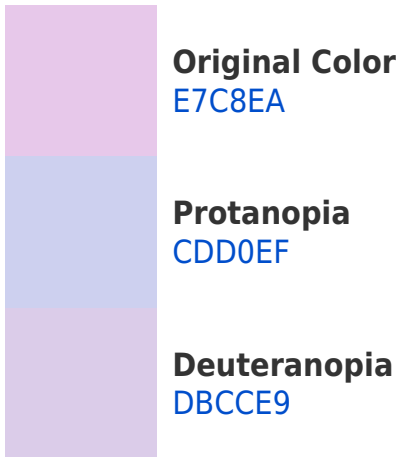 Original Color
E7C8EA
Protanopia
CDD0EF
Deuteranopia
DBCCE9